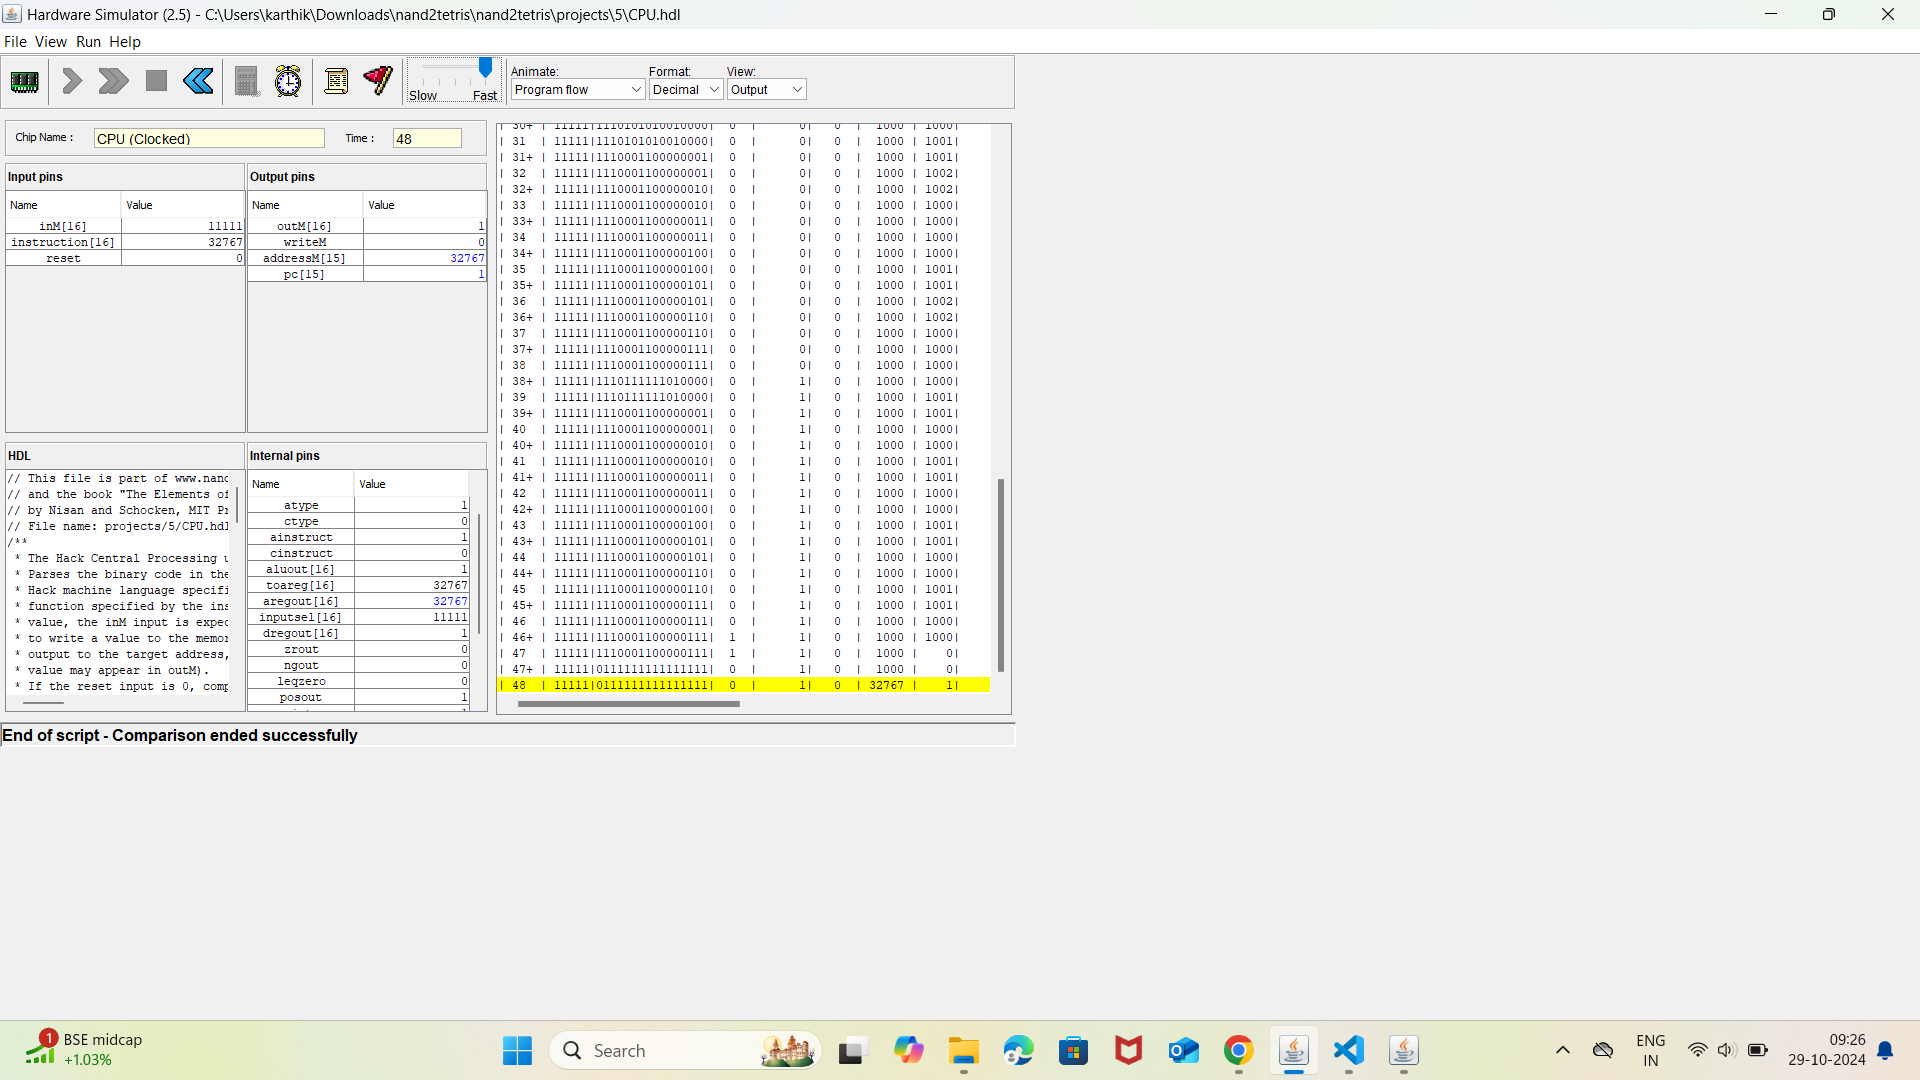 Hardware Simulator (2.5) - C:\Users\karthik\Downloads\nand2tetris\nand2tetris\projects\5\CPU.hdl
File View Run Help
Slow Fast
Animate: Format: View:
Program flow Decimal Output
Chip Name : CPU (Clocked) Time : 48
Input pins
Name Value
inM[16] 11111
instruction[16] 32767
reset 0
Output pins
Name Value
outM[16] 1
writeM 0
addressM[15] 32767
pc[15] 1
HDL
// This file is part of www.nand
// and the book "The Elements of
// by Nisan and Schocken, MIT Pr
// File name: projects/5/CPU.hdl
/**
* The Hack Central Processing u
* Parses the binary code in the
* Hack machine language specifi
* function specified by the ins
* value, the inM input is expec
* to write a value to the memor
* output to the target address,
* value may appear in outM).
* If the reset input is 0, comp
Internal pins
Name Value
atype 1
ctype 0
ainstruct 1
cinstruct 0
aluout[16] 1
toareg[16] 32767
aregout[16] 32767
inputsel[16] 11111
dregout[16] 1
zrout 0
ngout 0
leqzero 0
posout 1
| 30+ | 11111|1110101010010000| 0 | 0| 0 | 1000 | 1000|
| 31 | 11111|1110101010010000| 0 | 0| 0 | 1000 | 1001|
| 31+ | 11111|1110001100000001| 0 | 0| 0 | 1000 | 1001|
| 32 | 11111|1110001100000001| 0 | 0| 0 | 1000 | 1002|
| 32+ | 11111|1110001100000010| 0 | 0| 0 | 1000 | 1002|
| 33 | 11111|1110001100000010| 0 | 0| 0 | 1000 | 1000|
| 33+ | 11111|1110001100000011| 0 | 0| 0 | 1000 | 1000|
| 34 | 11111|1110001100000011| 0 | 0| 0 | 1000 | 1000|
| 34+ | 11111|1110001100000100| 0 | 0| 0 | 1000 | 1000|
| 35 | 11111|1110001100000100| 0 | 0| 0 | 1000 | 1001|
| 35+ | 11111|1110001100000101| 0 | 0| 0 | 1000 | 1001|
| 36 | 11111|1110001100000101| 0 | 0| 0 | 1000 | 1002|
| 36+ | 11111|1110001100000110| 0 | 0| 0 | 1000 | 1002|
| 37 | 11111|1110001100000110| 0 | 0| 0 | 1000 | 1000|
| 37+ | 11111|1110001100000111| 0 | 0| 0 | 1000 | 1000|
| 38 | 11111|1110001100000111| 0 | 0| 0 | 1000 | 1000|
| 38+ | 11111|1110111111010000| 0 | 1| 0 | 1000 | 1000|
| 39 | 11111|1110111111010000| 0 | 1| 0 | 1000 | 1001|
| 39+ | 11111|1110001100000001| 0 | 1| 0 | 1000 | 1001|
| 40 | 11111|1110001100000001| 0 | 1| 0 | 1000 | 1000|
| 40+ | 11111|1110001100000010| 0 | 1| 0 | 1000 | 1000|
| 41 | 11111|1110001100000010| 0 | 1| 0 | 1000 | 1001|
| 41+ | 11111|1110001100000011| 0 | 1| 0 | 1000 | 1001|
| 42 | 11111|1110001100000011| 0 | 1| 0 | 1000 | 1000|
| 42+ | 11111|1110001100000100| 0 | 1| 0 | 1000 | 1000|
| 43 | 11111|1110001100000100| 0 | 1| 0 | 1000 | 1001|
| 43+ | 11111|1110001100000101| 0 | 1| 0 | 1000 | 1001|
| 44 | 11111|1110001100000101| 0 | 1| 0 | 1000 | 1000|
| 44+ | 11111|1110001100000110| 0 | 1| 0 | 1000 | 1000|
| 45 | 11111|1110001100000110| 0 | 1| 0 | 1000 | 1001|
| 45+ | 11111|1110001100000111| 0 | 1| 0 | 1000 | 1001|
| 46 | 11111|1110001100000111| 0 | 1| 0 | 1000 | 1000|
| 46+ | 11111|1110001100000111| 1 | 1| 0 | 1000 | 1000|
| 47 | 11111|1110001100000111| 1 | 1| 0 | 1000 | 0|
| 47+ | 11111|0111111111111111| 0 | 1| 0 | 1000 | 0|
| 48 | 11111|0111111111111111| 0 | 1| 0 | 32767 | 1|
End of script - Comparison ended successfully
1
BSE midcap
+1.03%
Search
ENG
IN
09:26
29-10-2024